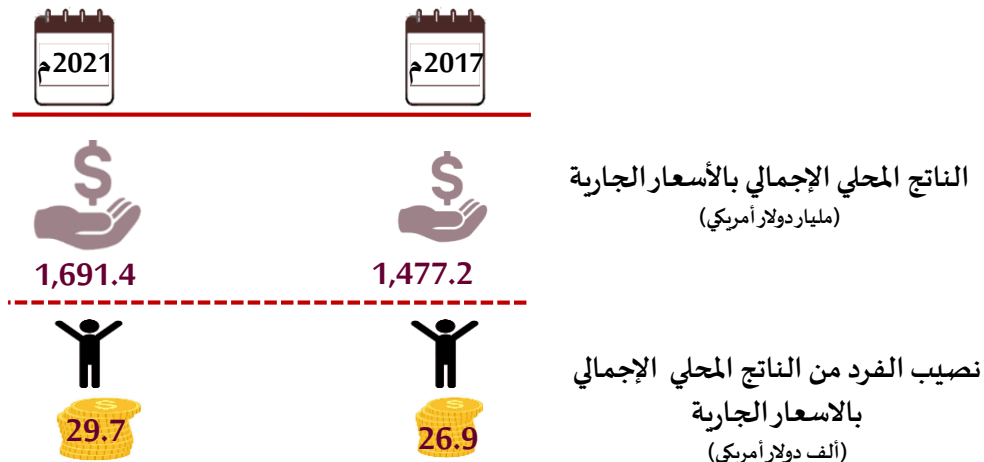 2017م
2021م
الناتج المحلي الإجمالي بالأسعار الجارية
(مليار دولار أمريكي)
$
$
1,477.2
1,691.4
نصيب الفرد من الناتج المحلي الإجمالي
بالاسعار الجارية
(ألف دولار أمريكي)
26.9
29.7